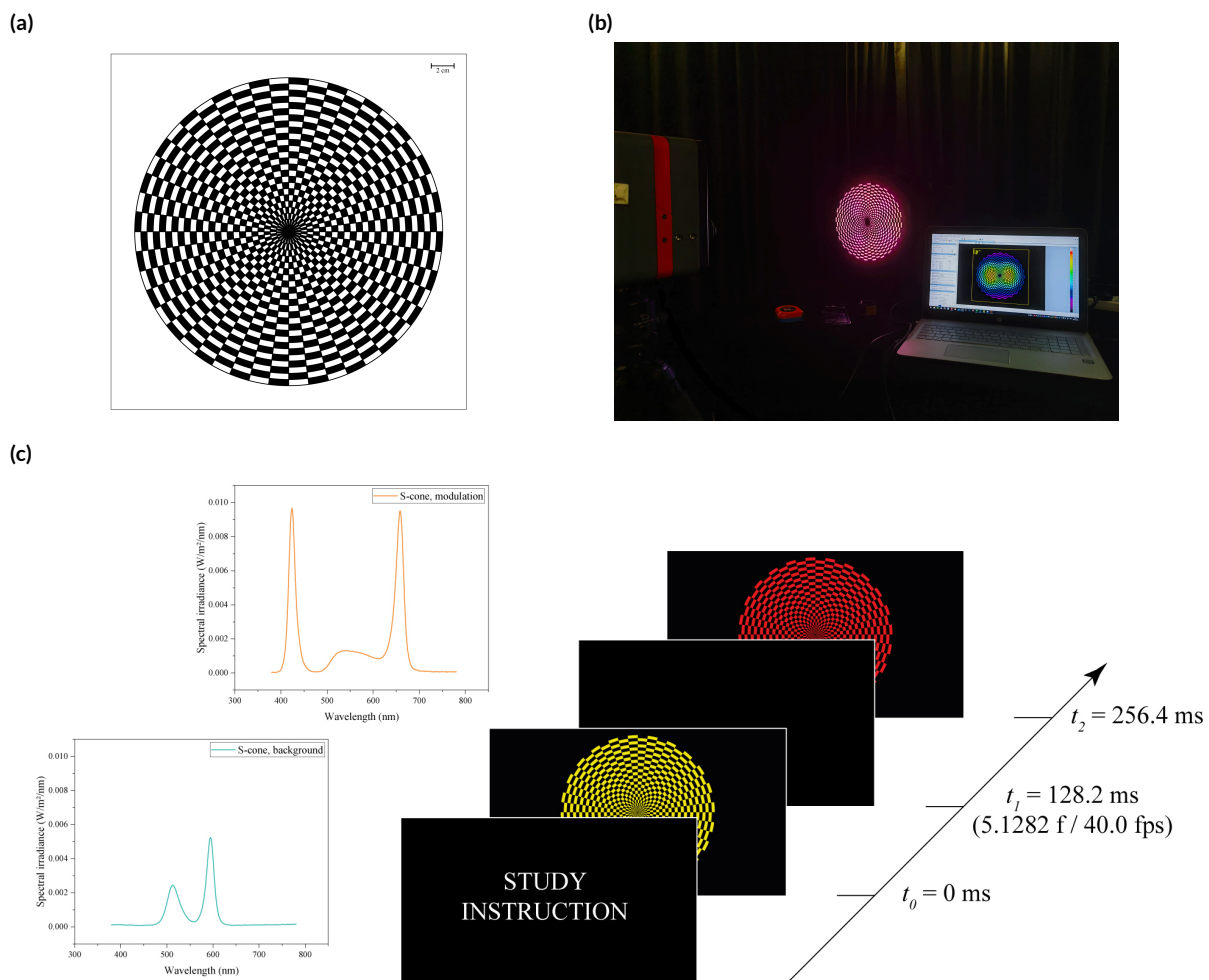 (a)
2 cm
(b)
(c)
S-cone, modulation
0.010
0.008
0.006
0.004
0.002
0.000
Spectral irradiance (W/m²/nm)
300 400 500 600 700 800
Wavelength (nm)
S-cone, background
0.010
0.008
0.006
0.004
0.002
0.000
Spectral irradiance (W/m²/nm)
300 400 500 600 700 800
Wavelength (nm)
STUDY
INSTRUCTION
t₂ = 256.4 ms
t₁ = 128.2 ms
(5.1282 f / 40.0 fps)
t₀ = 0 ms